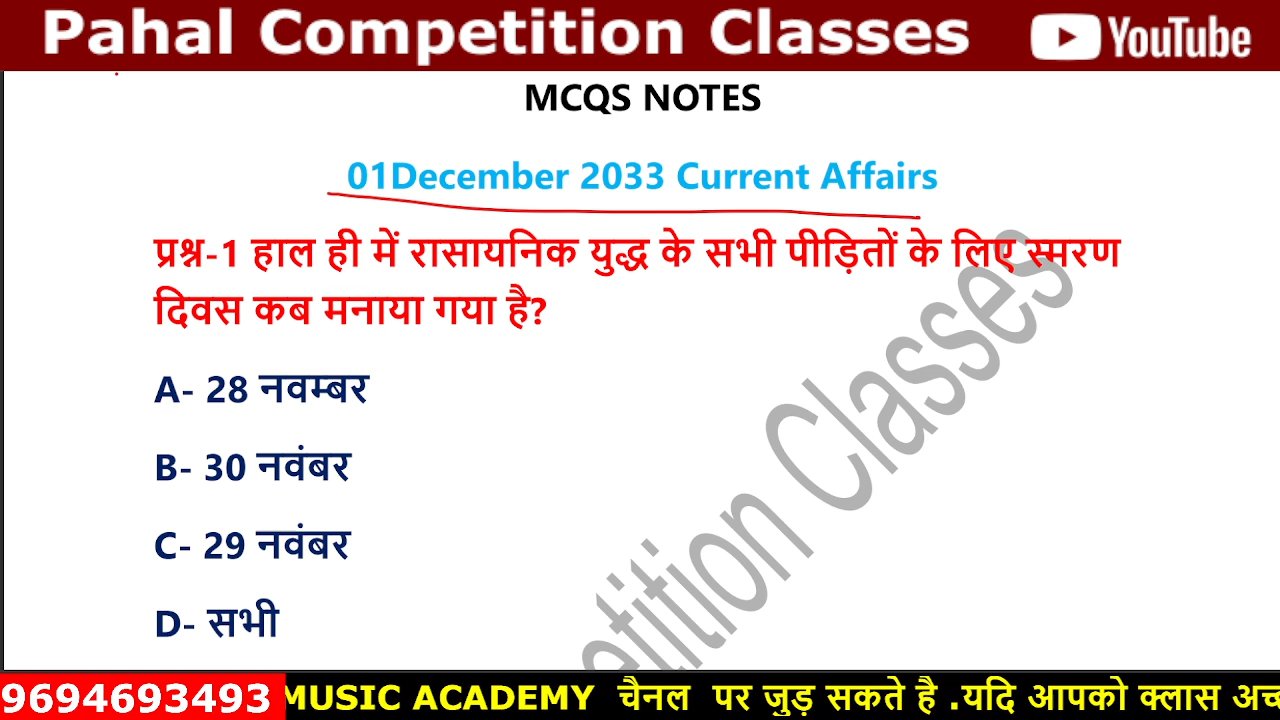 Pahal Competition Classes YouTube
MCQS NOTES
01December 2033 Current Affairs
प्रश्न-1 हाल ही में रासायनिक युद्ध के सभी पीड़ितों के लिए स्मरण
दिवस कब मनाया गया है?
A- 28 नवम्बर
B- 30 नवंबर
C- 29 नवंबर
D- सभी
etition Classes
9694693493 MUSIC ACADEMY चैनल पर जुड़ सकते है .यदि आपको क्लास अच